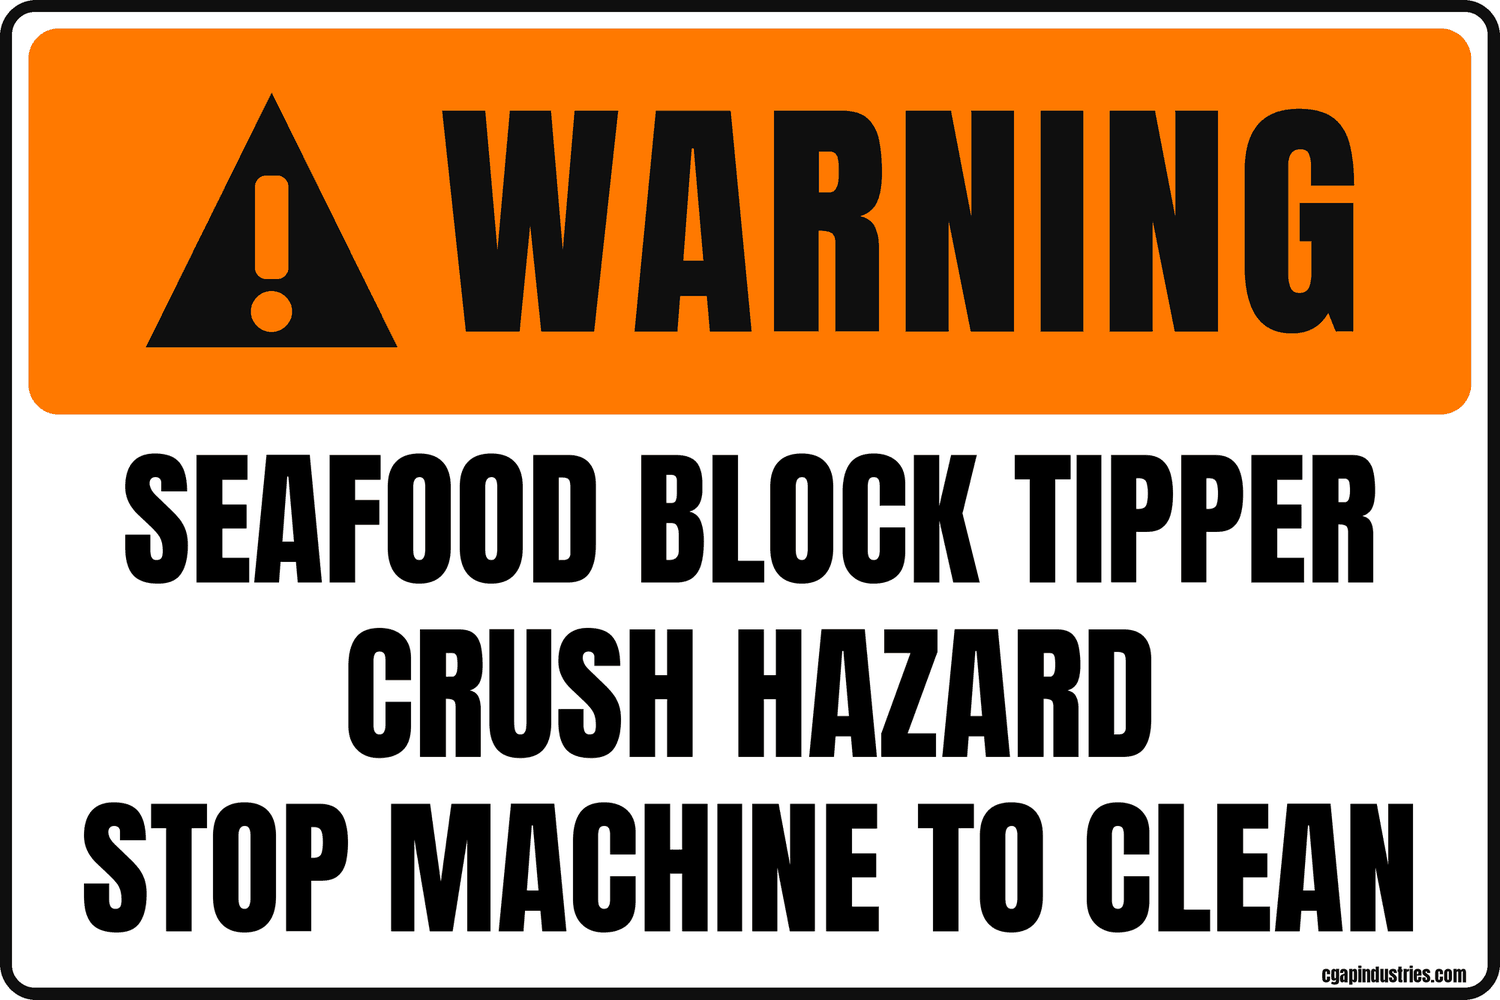 WARNING
SEAFOOD BLOCK TIPPER
CRUSH HAZARD
STOP MACHINE TO CLEAN
cgapindustries.com